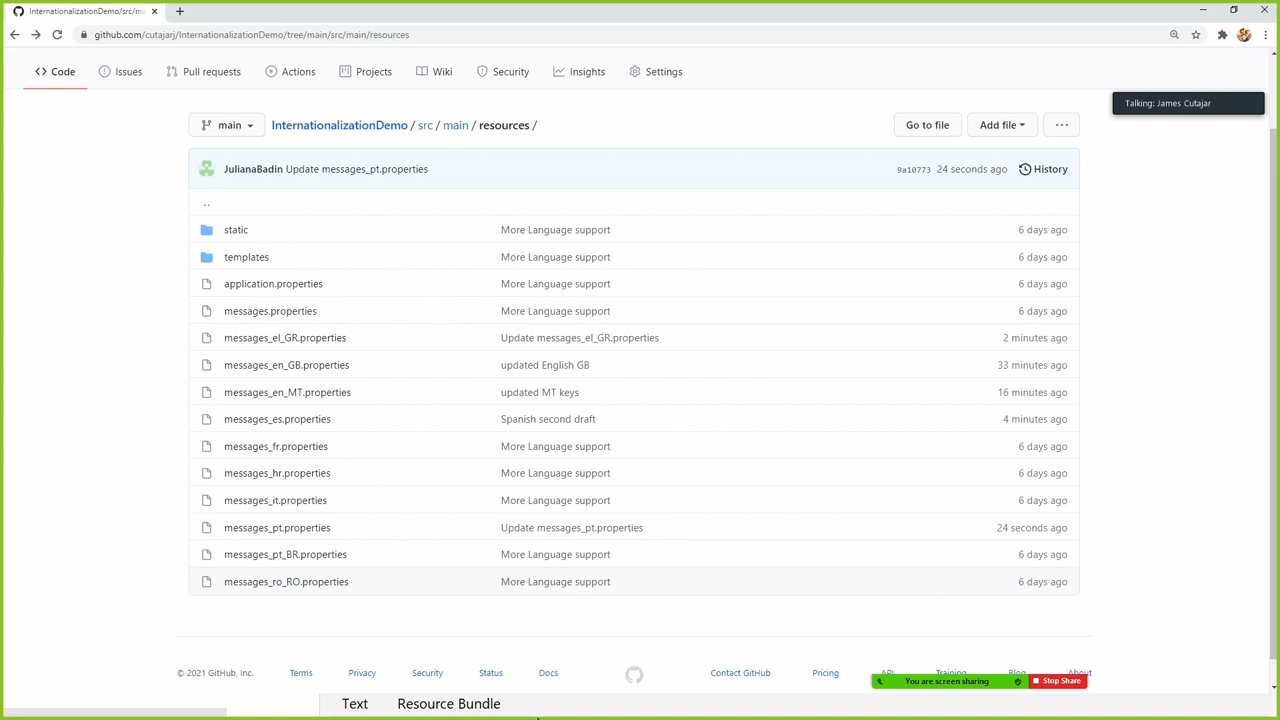 InternationalizationDemo/src/ma
github.com/cutajarj/InternationalizationDemo/tree/main/src/main/resources
Code Issues Pull requests Actions Projects Wiki Security Insights Settings
Talking: James Cutajar
main InternationalizationDemo / src / main / resources / Go to file Add file ...
JulianaBadin Update messages_pt.properties 9a10773 24 seconds ago History
..
static More Language support 6 days ago
templates More Language support 6 days ago
application.properties More Language support 6 days ago
messages.properties More Language support 6 days ago
messages_el_GR.properties Update messages_el_GR.properties 2 minutes ago
messages_en_GB.properties updated English GB 33 minutes ago
messages_en_MT.properties updated MT keys 16 minutes ago
messages_es.properties Spanish second draft 4 minutes ago
messages_fr.properties More Language support 6 days ago
messages_hr.properties More Language support 6 days ago
messages_it.properties More Language support 6 days ago
messages_pt.properties Update messages_pt.properties 24 seconds ago
messages_pt_BR.properties More Language support 6 days ago
messages_ro_RO.properties More Language support 6 days ago
© 2021 GitHub, Inc. Terms Privacy Security Status Docs Contact GitHub Pricing API Training Blog About
You are screen sharing Stop Share
Text Resource Bundle